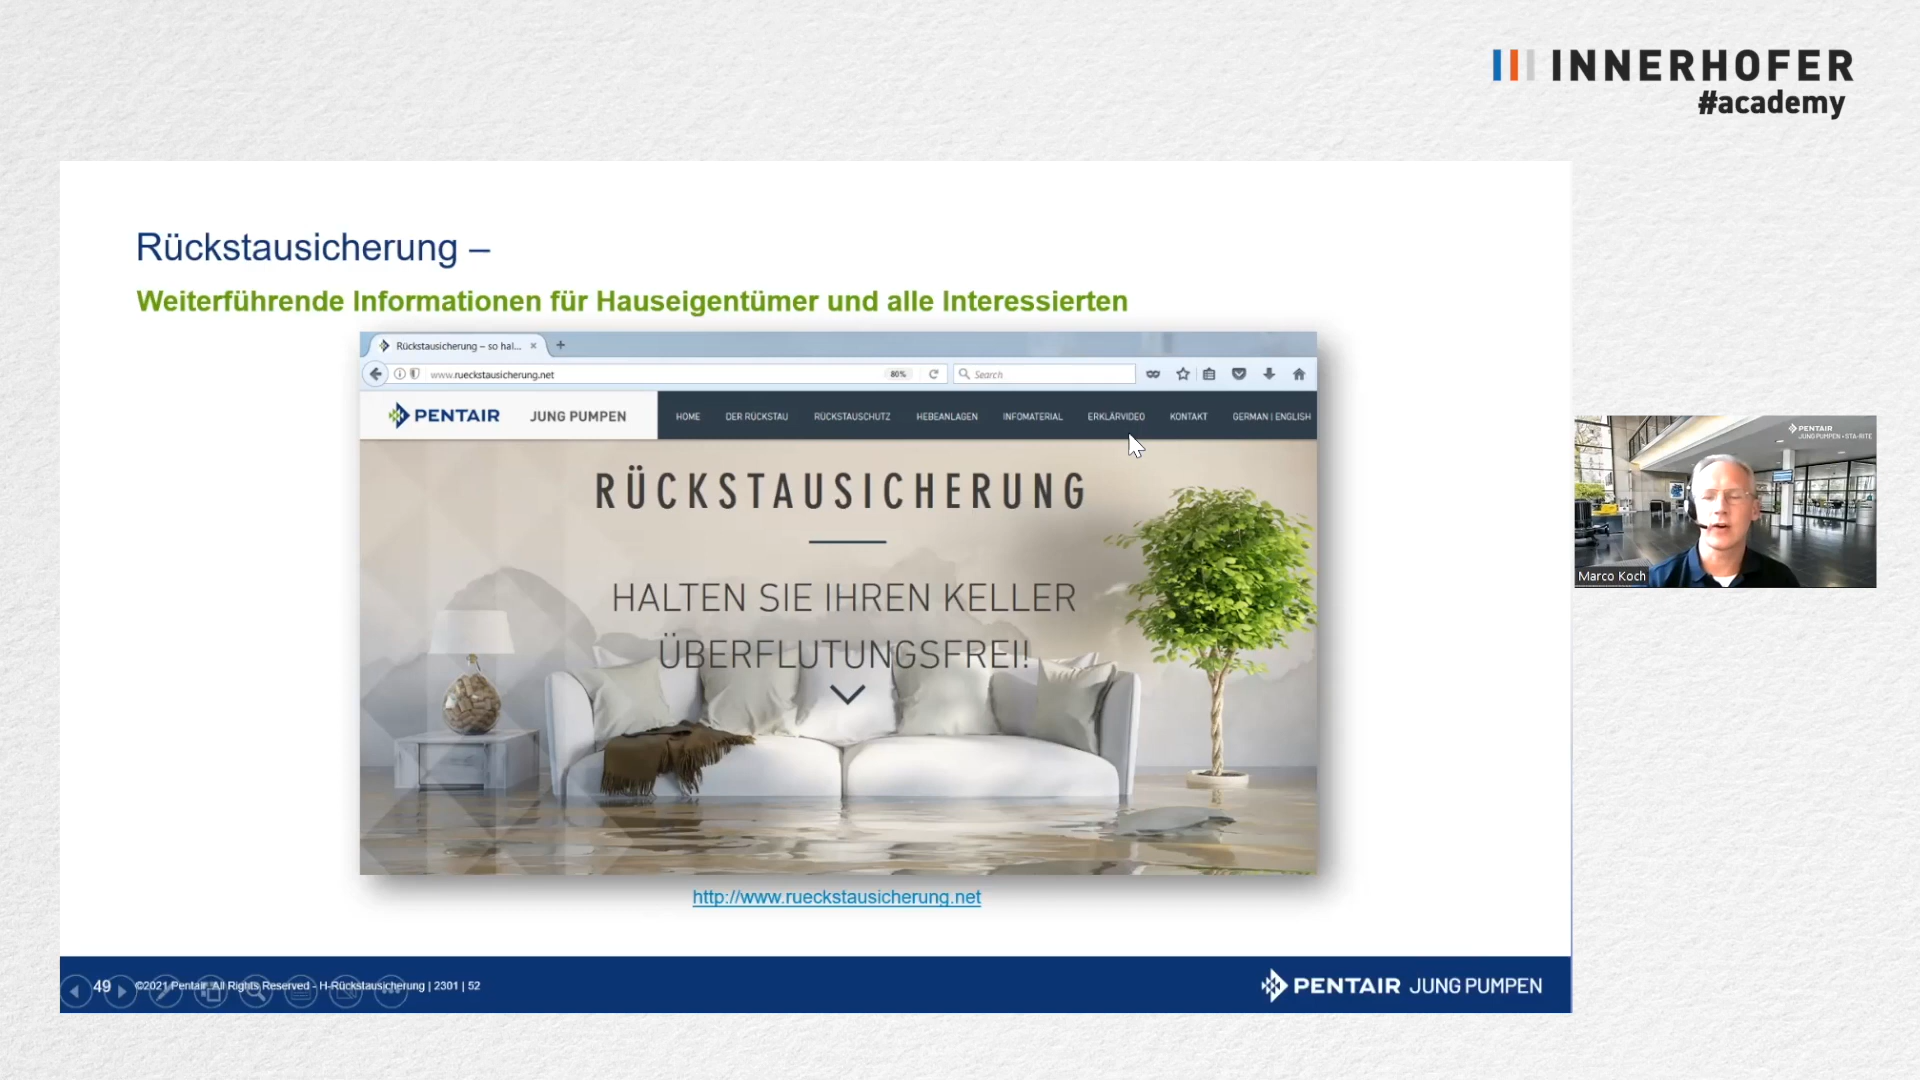 INNERHOFER
#academy
Rückstausicherung –
Weiterführende Informationen für Hauseigentümer und alle Interessierten
Rückstausicherung – so hal...
www.rueckstausicherung.net
80%
Search
PENTAIR JUNG PUMPEN
HOME DER RÜCKSTAU RÜCKSTAUSCHUTZ HEBEANLAGEN INFOMATERIAL ERKLÄRVIDEO KONTAKT GERMAN | ENGLISH
RÜCKSTAUSICHERUNG
HALTEN SIE IHREN KELLER
ÜBERFLUTUNGSFREI!
http://www.rueckstausicherung.net
PENTAIR
JUNG PUMPEN • STA-RITE
Marco Koch
49 ©2021 Pentair. All Rights Reserved - H-Rückstausicherung | 2301 | 52
PENTAIR JUNG PUMPEN